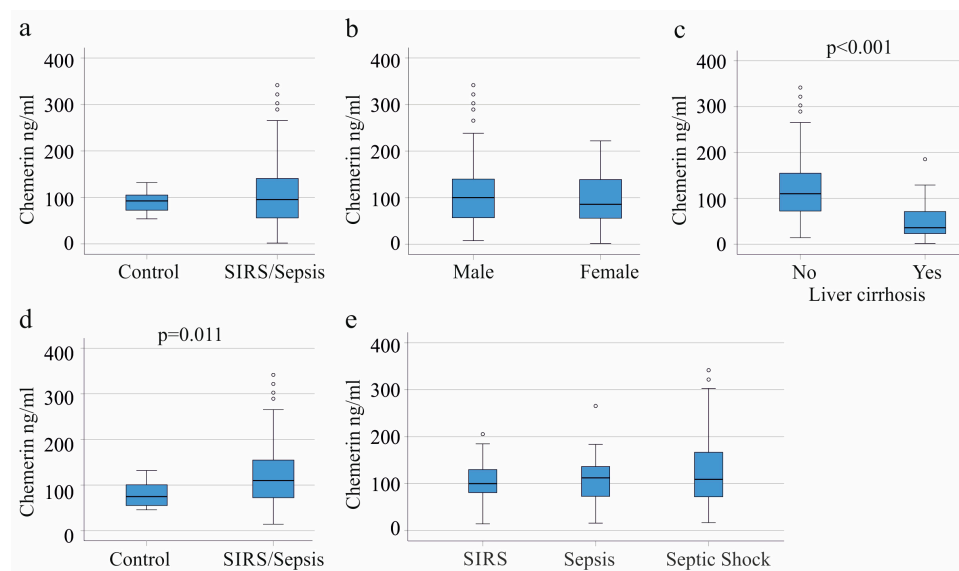 a
Chemerin ng/ml
400
300
200
100
0
Control SIRS/Sepsis
b
Chemerin ng/ml
400
300
200
100
0
Male Female
c
p<0.001
Chemerin ng/ml
400
300
200
100
0
No Yes
Liver cirrhosis
d
p=0.011
Chemerin ng/ml
400
300
200
100
0
Control SIRS/Sepsis
e
Chemerin ng/ml
400
300
200
100
0
SIRS Sepsis Septic Shock